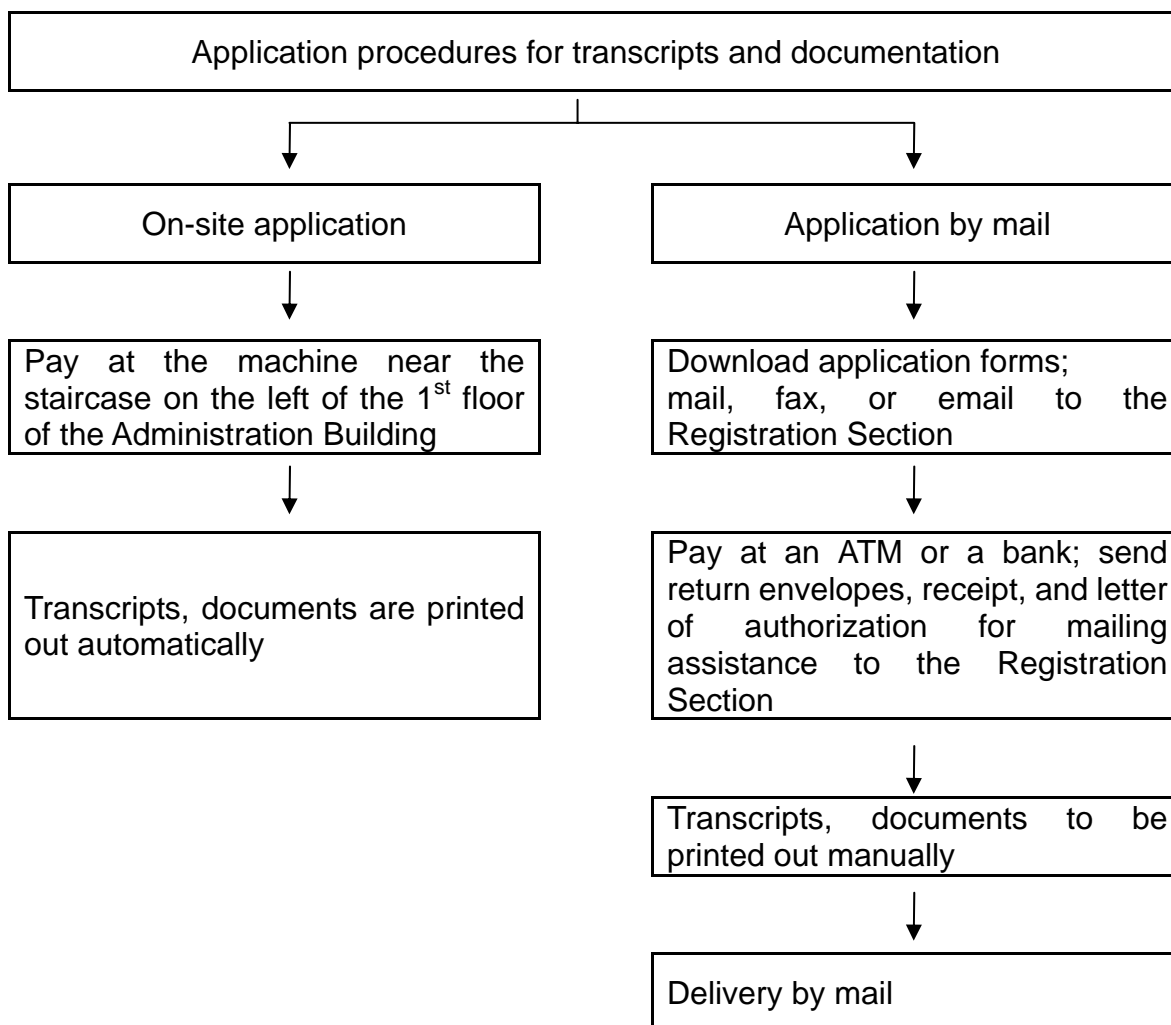 Application procedures for transcripts and documentation
On-site application
Application by mail
Pay at the machine near the
staircase on the left of the 1st floor
of the Administration Building
Download application forms;
mail, fax, or email to the
Registration Section
Transcripts, documents are printed
out automatically
Pay at an ATM or a bank; send
return envelopes, receipt, and letter
of authorization for mailing
assistance to the Registration
Section
Transcripts, documents to be
printed out manually
Delivery by mail